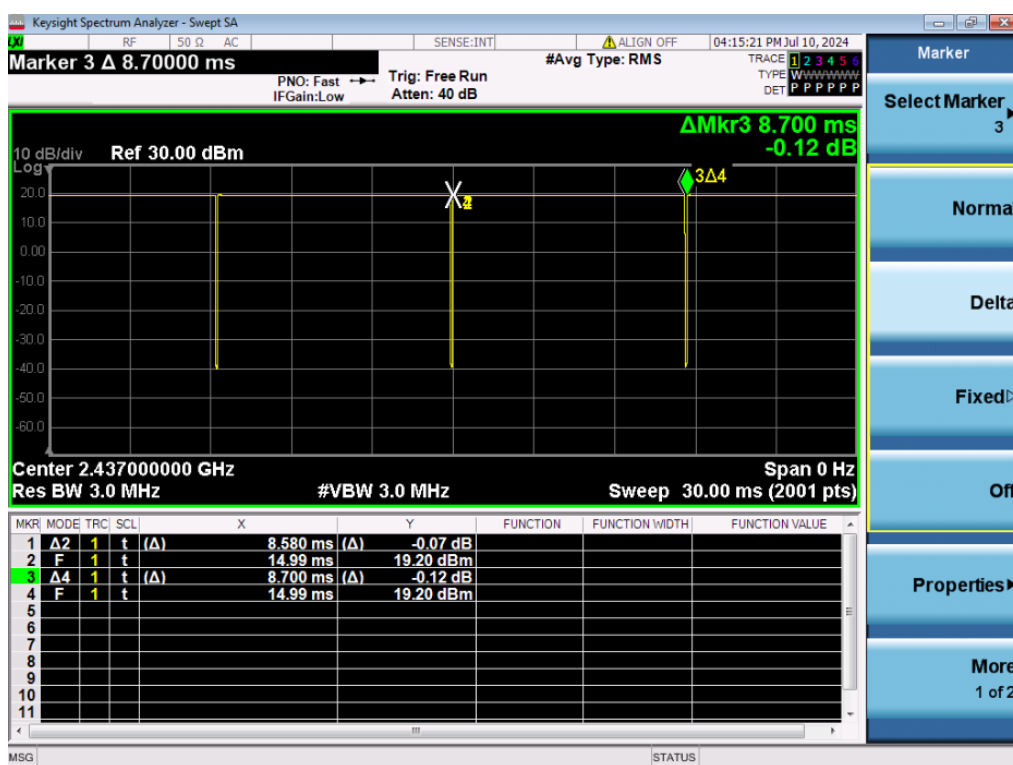 Keysight Spectrum Analyzer - Swept SA
RF 50 Ω AC SENSE:INT ALIGN OFF 04:15:21 PM Jul 10, 2024
Marker 3 Δ 8.70000 ms
PNO: Fast
IFGain:Low
Trig: Free Run
Atten: 40 dB
#Avg Type: RMS
TRACE 1 2 3 4 5 6
TYPE WWWWWW
DET P P P P P P
ΔMkr3 8.700 ms
-0.12 dB
10 dB/div Ref 30.00 dBm
Log
3Δ4
20.0
10.0
0.00
-10.0
-20.0
-30.0
-40.0
-50.0
-60.0
Center 2.437000000 GHz Span 0 Hz
Res BW 3.0 MHz #VBW 3.0 MHz Sweep 30.00 ms (2001 pts)
MKR MODE TRC SCL X Y FUNCTION FUNCTION WIDTH FUNCTION VALUE
1 Δ2 1 t (Δ) 8.580 ms (Δ) -0.07 dB
2 F 1 t 14.99 ms 19.20 dBm
3 Δ4 1 t (Δ) 8.700 ms (Δ) -0.12 dB
4 F 1 t 14.99 ms 19.20 dBm
5
6
7
8
9
10
11
MSG STATUS
Marker
Select Marker
3
Norma
Delta
Fixed
Off
Properties
More
1 of 2